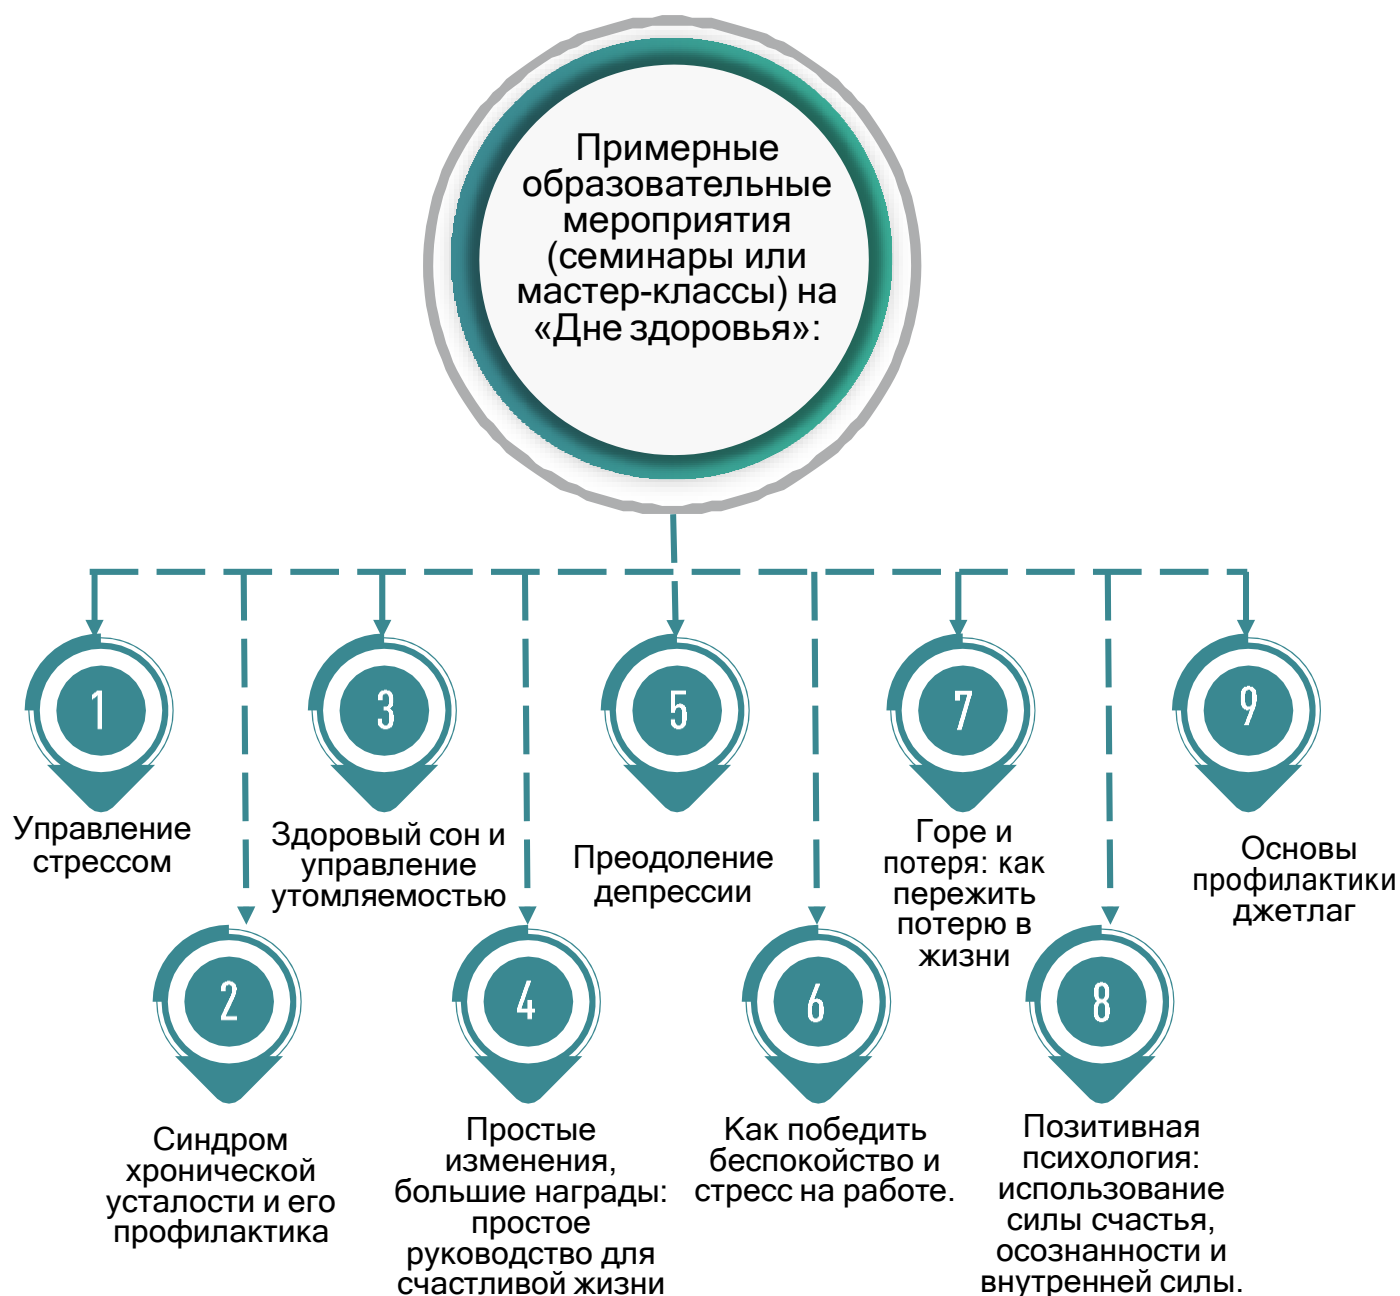 Примерные
образовательные
мероприятия
(семинары или
мастер-классы) на
«Дне здоровья»:
1
Управление
стрессом
2
Синдром
хронической
усталости и его
профилактика
3
Здоровый сон и
управление
утомляемостью
4
Простые
изменения,
большие награды:
простое
руководство для
счастливой жизни
5
Преодоление
депрессии
6
Как победить
беспокойство и
стресс на работе.
7
Горе и
потеря: как
пережить
потерю в
жизни
8
Позитивная
психология:
использование
силы счастья,
осознанности и
внутренней силы.
9
Основы
профилактики
джетлаг